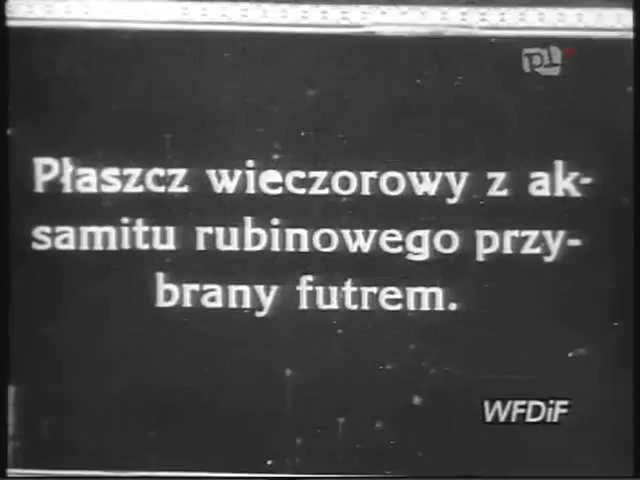 Płaszcz wieczorowy z ak-
samitu rubinowego przy-
brany futrem.
WFDiF